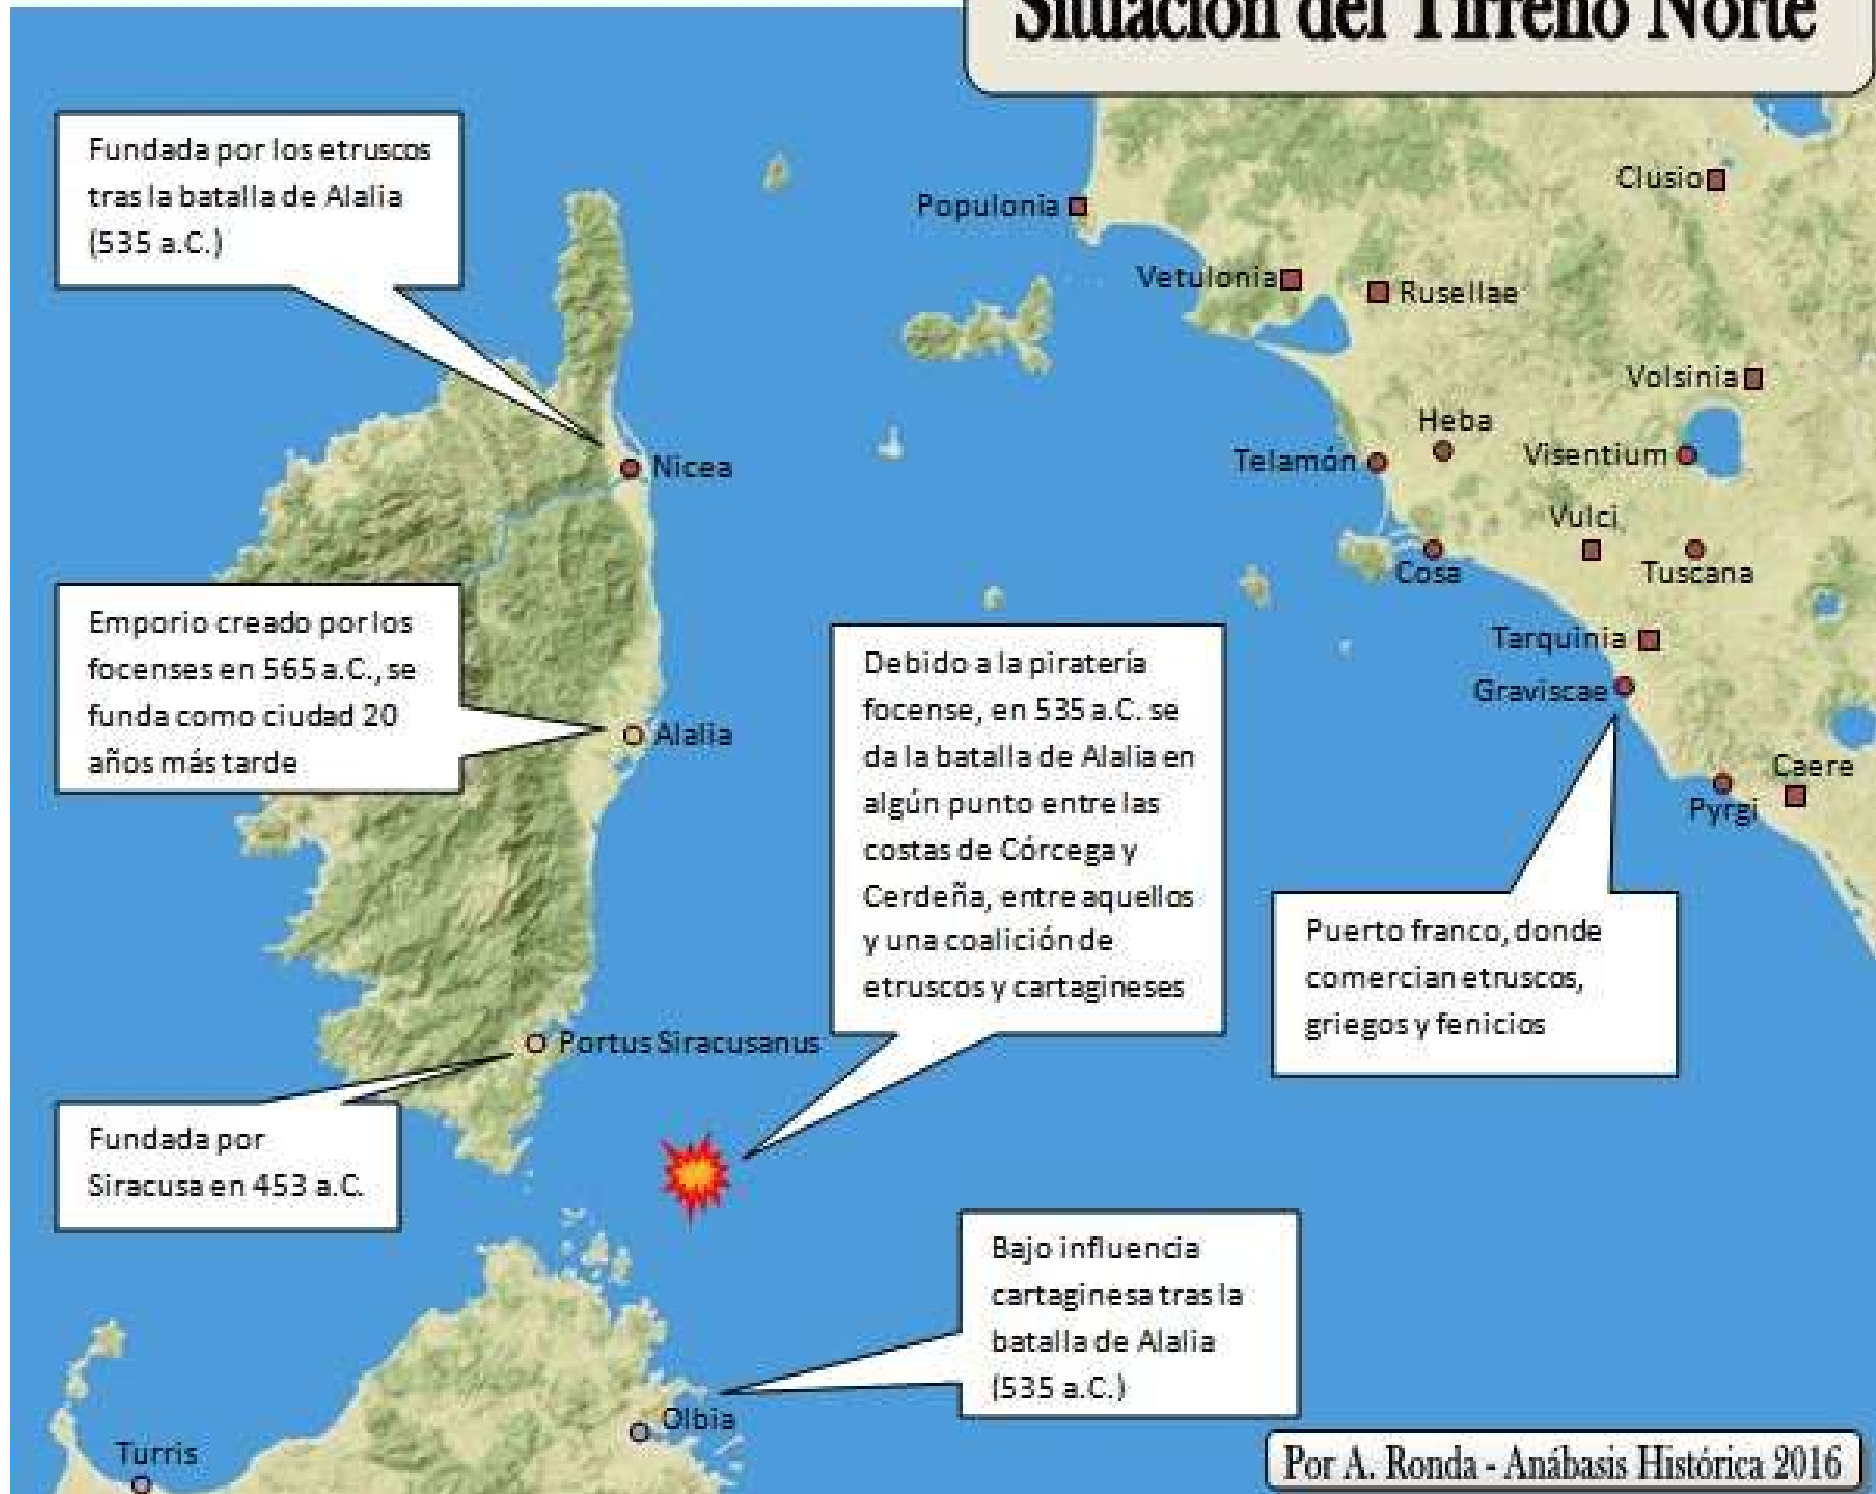 Situación del Tirreno Norte
Fundada por los etruscos
tras la batalla de Alalia
(535 a.C.)
Clusio
Populonia
Vetulonia
Rusellae
Volsinia
Heba
Telamón
Visentium
Nicea
Vulci
Cosa
Tuscana
Emporio creado por los
focenses en 565 a.C., se
funda como ciudad 20
años más tarde
Alalia
Debido a la piratería
focense, en 535 a.C. se
da la batalla de Alalia en
algún punto entre las
costas de Córcega y
Cerdeña, entre aquellos
y una coalición de
etruscos y cartagineses
Tarquinia
Graviscae
Caere
Pyrgi
Puerto franco, donde
comercian etruscos,
griegos y fenicios
Portus Siracusanus
Fundada por
Siracusa en 453 a.C.
Bajo influencia
cartaginesa tras la
batalla de Alalia
(535 a.C.)
Olbia
Turris
Por A. Ronda - Anábasis Histórica 2016